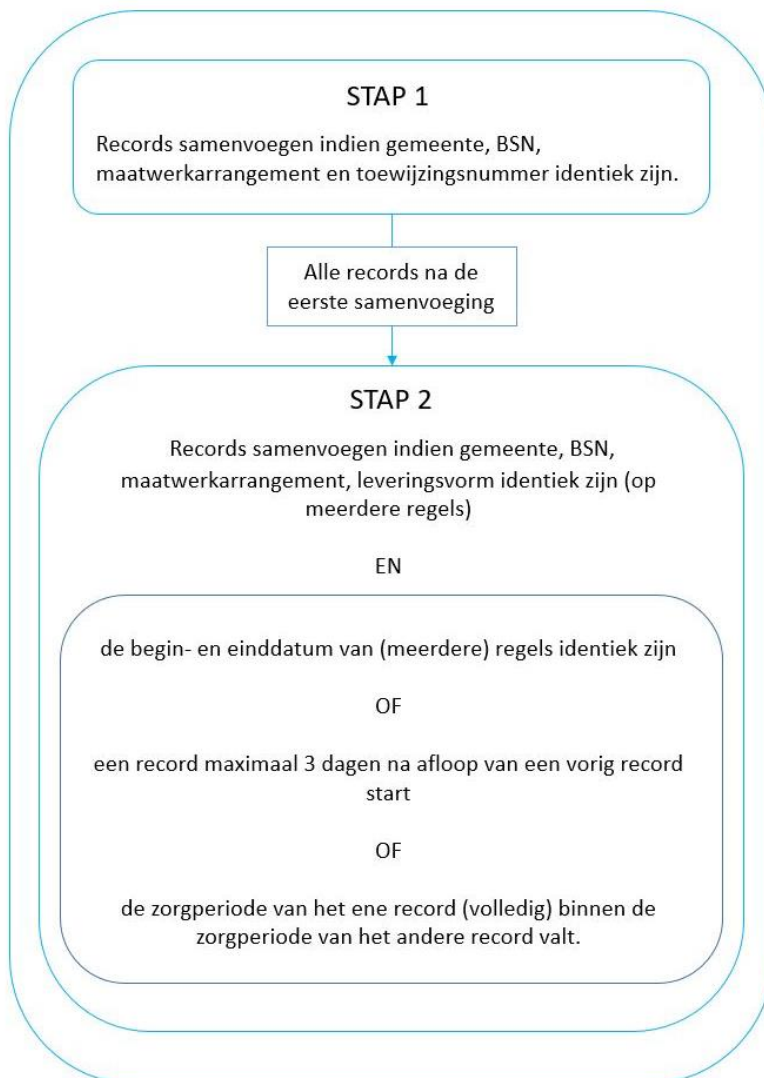 STAP 1
Records samenvoegen indien gemeente, BSN,
maatwerkarrangement en toewijzingsnummer identiek zijn.
Alle records na de
eerste samenvoeging
STAP 2
Records samenvoegen indien gemeente, BSN,
maatwerkarrangement, leveringsvorm identiek zijn (op
meerdere regels)
EN
de begin- en einddatum van (meerdere) regels identiek zijn
OF
een record maximaal 3 dagen na afloop van een vorig record
start
OF
de zorgperiode van het ene record (volledig) binnen de
zorgperiode van het andere record valt.